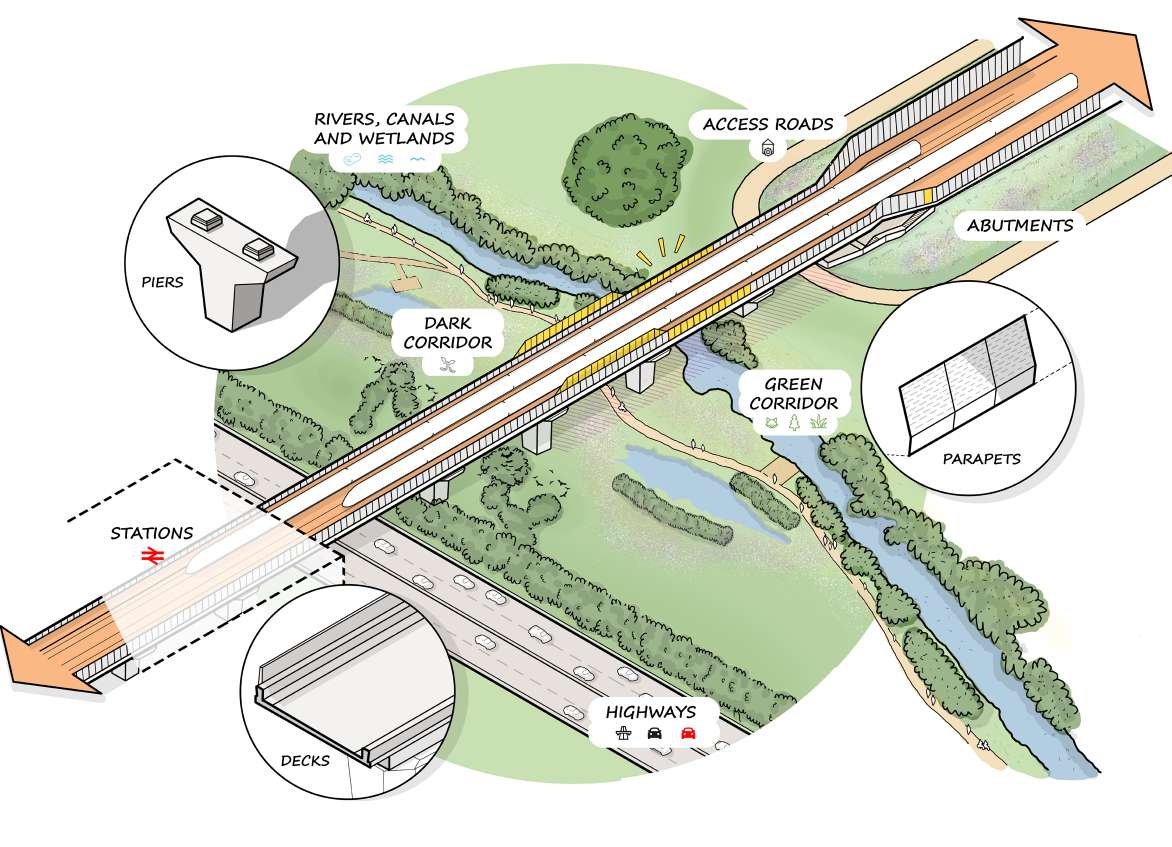 RIVERS, CANALS
AND WETLANDS
ACCESS ROADS
ABUTMENTS
PIERS
DARK
CORRIDOR
GREEN
CORRIDOR
PARAPETS
STATIONS
HIGHWAYS
DECKS